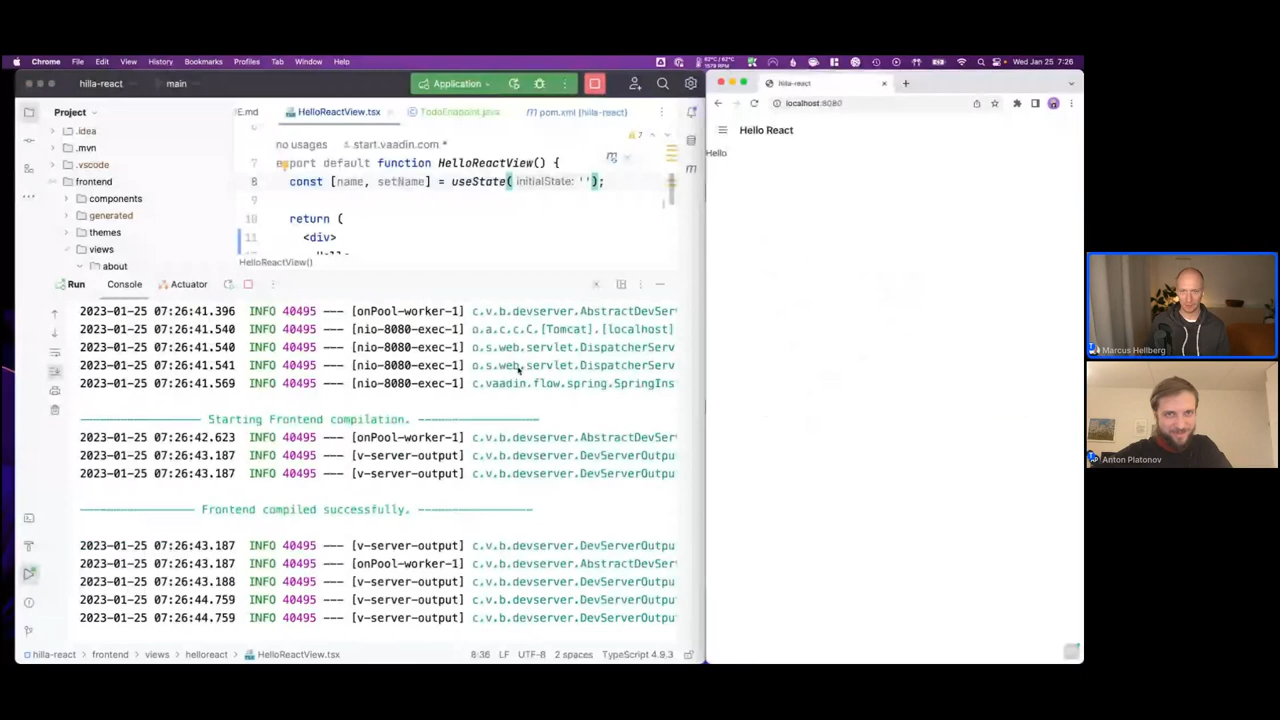 Chrome File Edit View History Bookmarks Profiles Tab Window Help
Wed Jan 25 7:26
hilla-react main Application
hilla-react
localhost:8080
Project
E.md HelloReactView.tsx TodoEndpoint.java pom.xml (hilla-react)
Hello React
Hello
.idea
.mvn
.vscode
frontend
components
generated
themes
views
about
no usages start.vaadin.com *
7
7 export default function HelloReactView() {
8 const [name, setName] = useState( initialState: '');
9
10 return (
11 <div>
HelloReactView()
Run Console Actuator
2023-01-25 07:26:41.396 INFO 40495 --- [onPool-worker-1] c.v.b.devserver.AbstractDevSer
2023-01-25 07:26:41.540 INFO 40495 --- [nio-8080-exec-1] o.a.c.c.C.[Tomcat].[localhost]
2023-01-25 07:26:41.540 INFO 40495 --- [nio-8080-exec-1] o.s.web.servlet.DispatcherServ
2023-01-25 07:26:41.541 INFO 40495 --- [nio-8080-exec-1] o.s.web.servlet.DispatcherServ
2023-01-25 07:26:41.569 INFO 40495 --- [nio-8080-exec-1] c.vaadin.flow.spring.SpringIns
------------------ Starting Frontend compilation. ------------------
2023-01-25 07:26:42.623 INFO 40495 --- [onPool-worker-1] c.v.b.devserver.AbstractDevSer
2023-01-25 07:26:43.187 INFO 40495 --- [v-server-output] c.v.b.devserver.DevServerOutpu
2023-01-25 07:26:43.187 INFO 40495 --- [v-server-output] c.v.b.devserver.DevServerOutpu
----------------- Frontend compiled successfully. -----------------
2023-01-25 07:26:43.187 INFO 40495 --- [v-server-output] c.v.b.devserver.DevServerOutpu
2023-01-25 07:26:43.187 INFO 40495 --- [onPool-worker-1] c.v.b.devserver.AbstractDevSer
2023-01-25 07:26:43.188 INFO 40495 --- [v-server-output] c.v.b.devserver.DevServerOutpu
2023-01-25 07:26:44.759 INFO 40495 --- [v-server-output] c.v.b.devserver.DevServerOutpu
2023-01-25 07:26:44.759 INFO 40495 --- [v-server-output] c.v.b.devserver.DevServerOutpu
hilla-react › frontend › views › helloreact › HelloReactView.tsx 8:36 LF UTF-8 2 spaces TypeScript 4.9.3
Marcus Hellberg
Anton Platonov